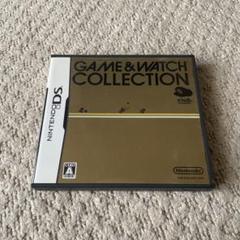 GAME&WATCH
COLLECTION
NINTENDO DS
A
Nintendo